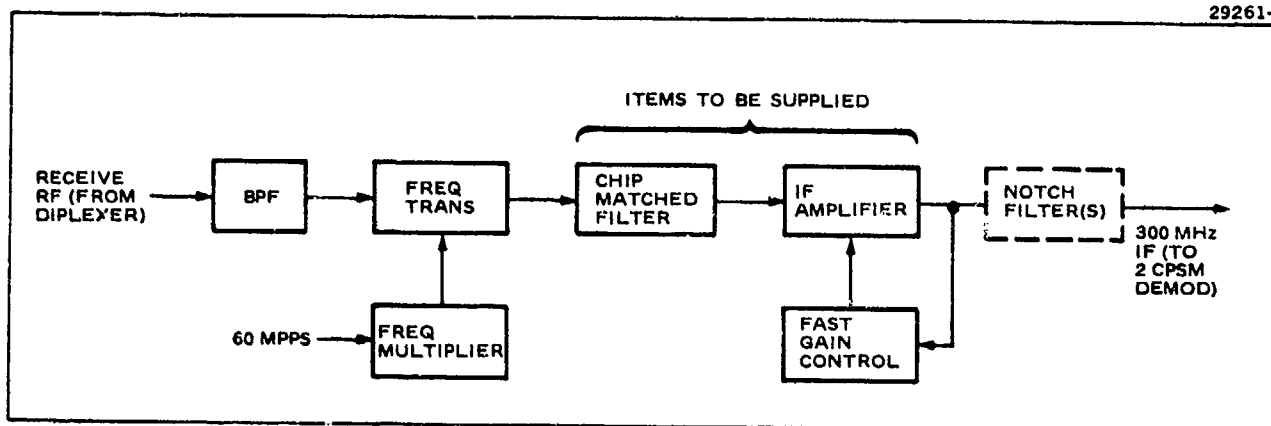 29261-
ITEMS TO BE SUPPLIED
RECEIVE
RF (FROM
DIPLEXER)
BPF
FREQ
TRANS
CHIP
MATCHED
FILTER
IF
AMPLIFIER
NOTCH
FILTER(S)
300 MHz
IF (TO
2 CPSM
DEMOD)
60 MPPS
FREQ
MULTIPLIER
FAST
GAIN
CONTROL